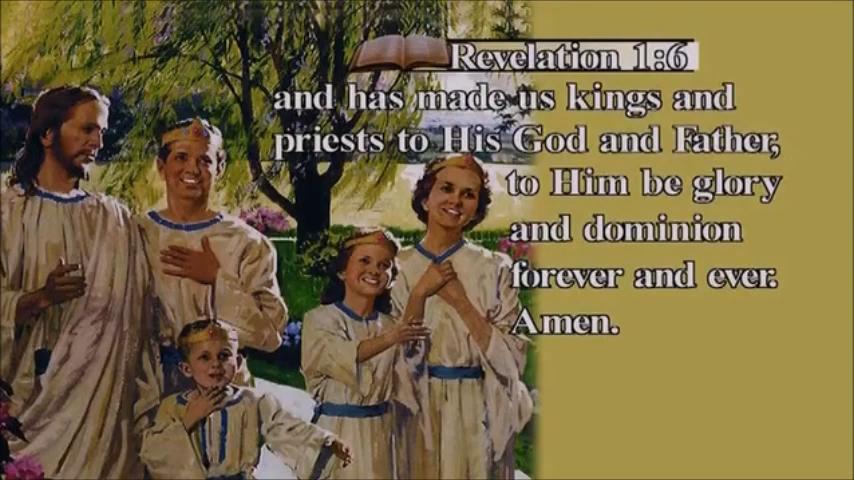 Revelation 1:6
and has made us kings and
priests to His God and Father,
to Him be glory
and dominion
forever and ever.
Amen.